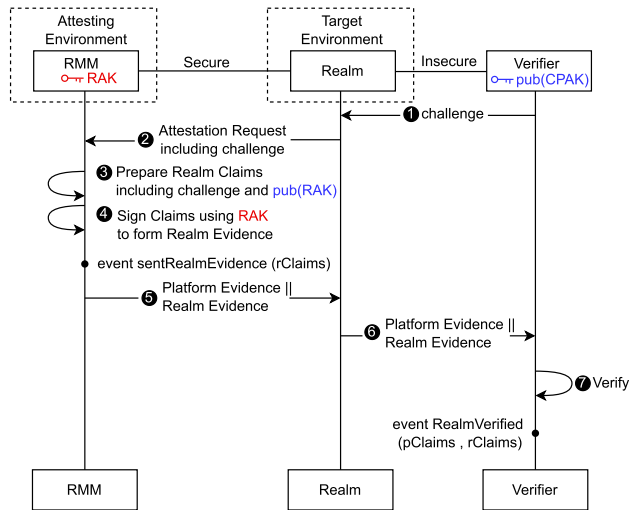 Attesting
Environment
Target
Environment
RMM
RAK
Secure
Realm
Insecure
Verifier
pub(CPAK)
1 challenge
2 Attestation Request
including challenge
3 Prepare Realm Claims
including challenge and pub(RAK)
4 Sign Claims using RAK
to form Realm Evidence
event sentRealmEvidence (rClaims)
5 Platform Evidence ||
Realm Evidence
6 Platform Evidence ||
Realm Evidence
7 Verify
event RealmVerified
(pClaims , rClaims)
RMM
Realm
Verifier